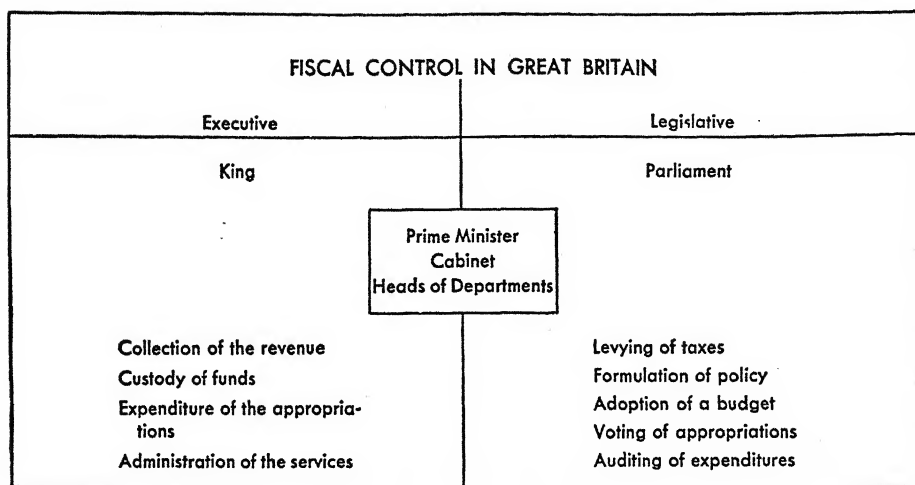 FISCAL CONTROL IN GREAT BRITAIN
Executive
Legislative
King
Parliament
Prime Minister
Cabinet
Heads of Departments
Collection of the revenue
Custody of funds
Expenditure of the appropria-
tions
Administration of the services
Levying of taxes
Formulation of policy
Adoption of a budget
Voting of appropriations
Auditing of expenditures